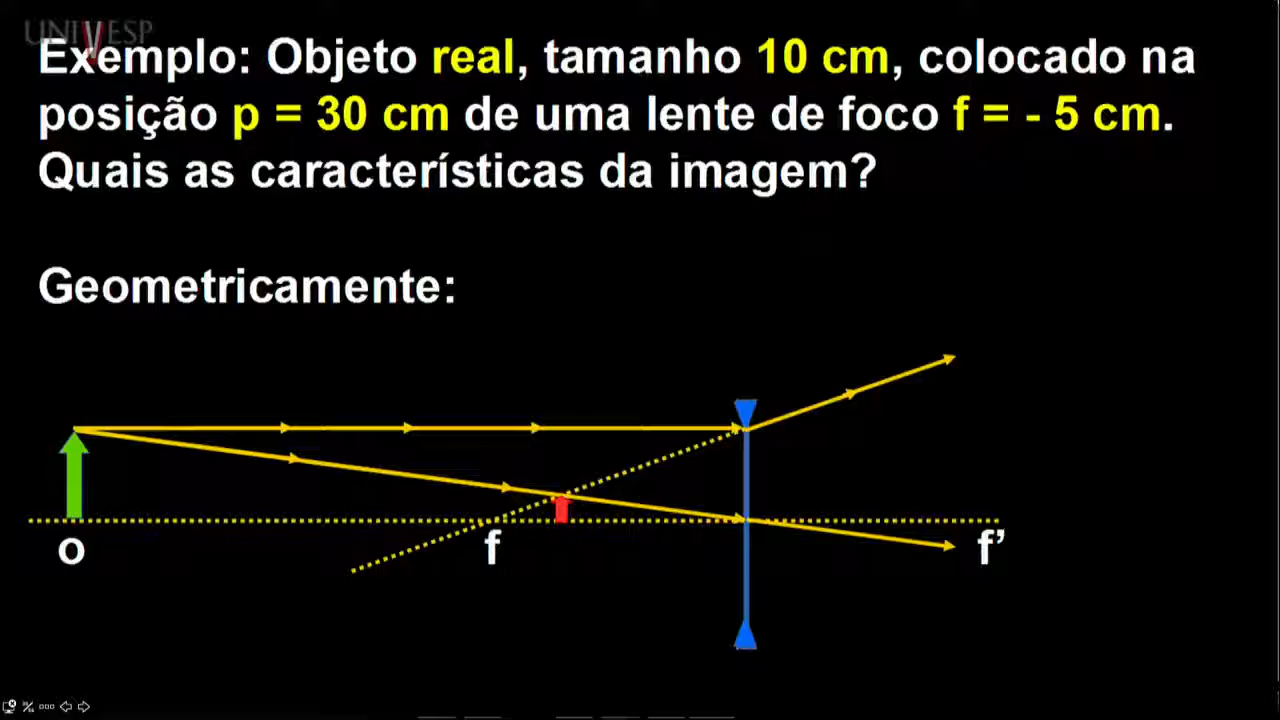 UNIVESP
Exemplo: Objeto real, tamanho 10 cm, colocado na
posição p = 30 cm de uma lente de foco f = - 5 cm.
Quais as características da imagem?
Geometricamente:
o
f
f’